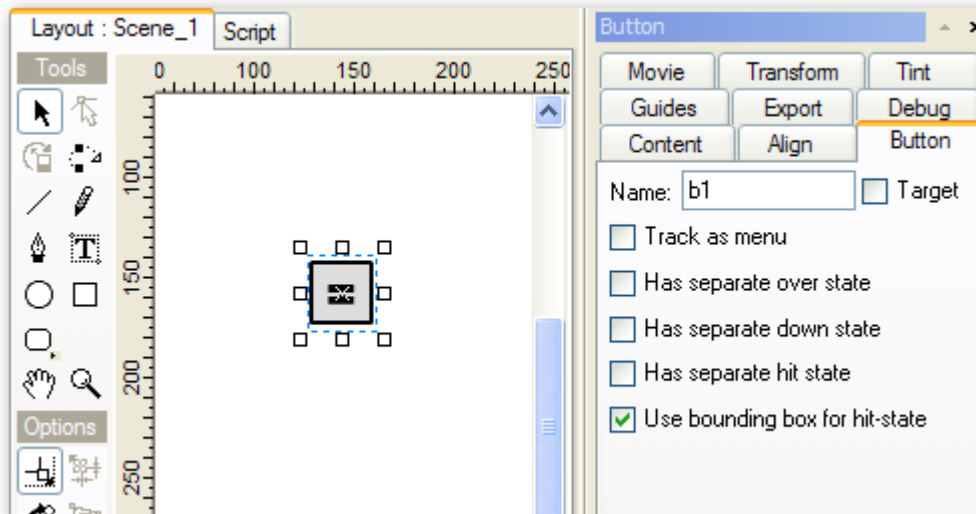 Layout : Scene_1
Script
Tools
0 100 150 200 250
100
150
200
250
Options
Button
Movie Transform Tint
Guides Export Debug
Content Align Button
Name: b1 Target
Track as menu
Has separate over state
Has separate down state
Has separate hit state
Use bounding box for hit-state